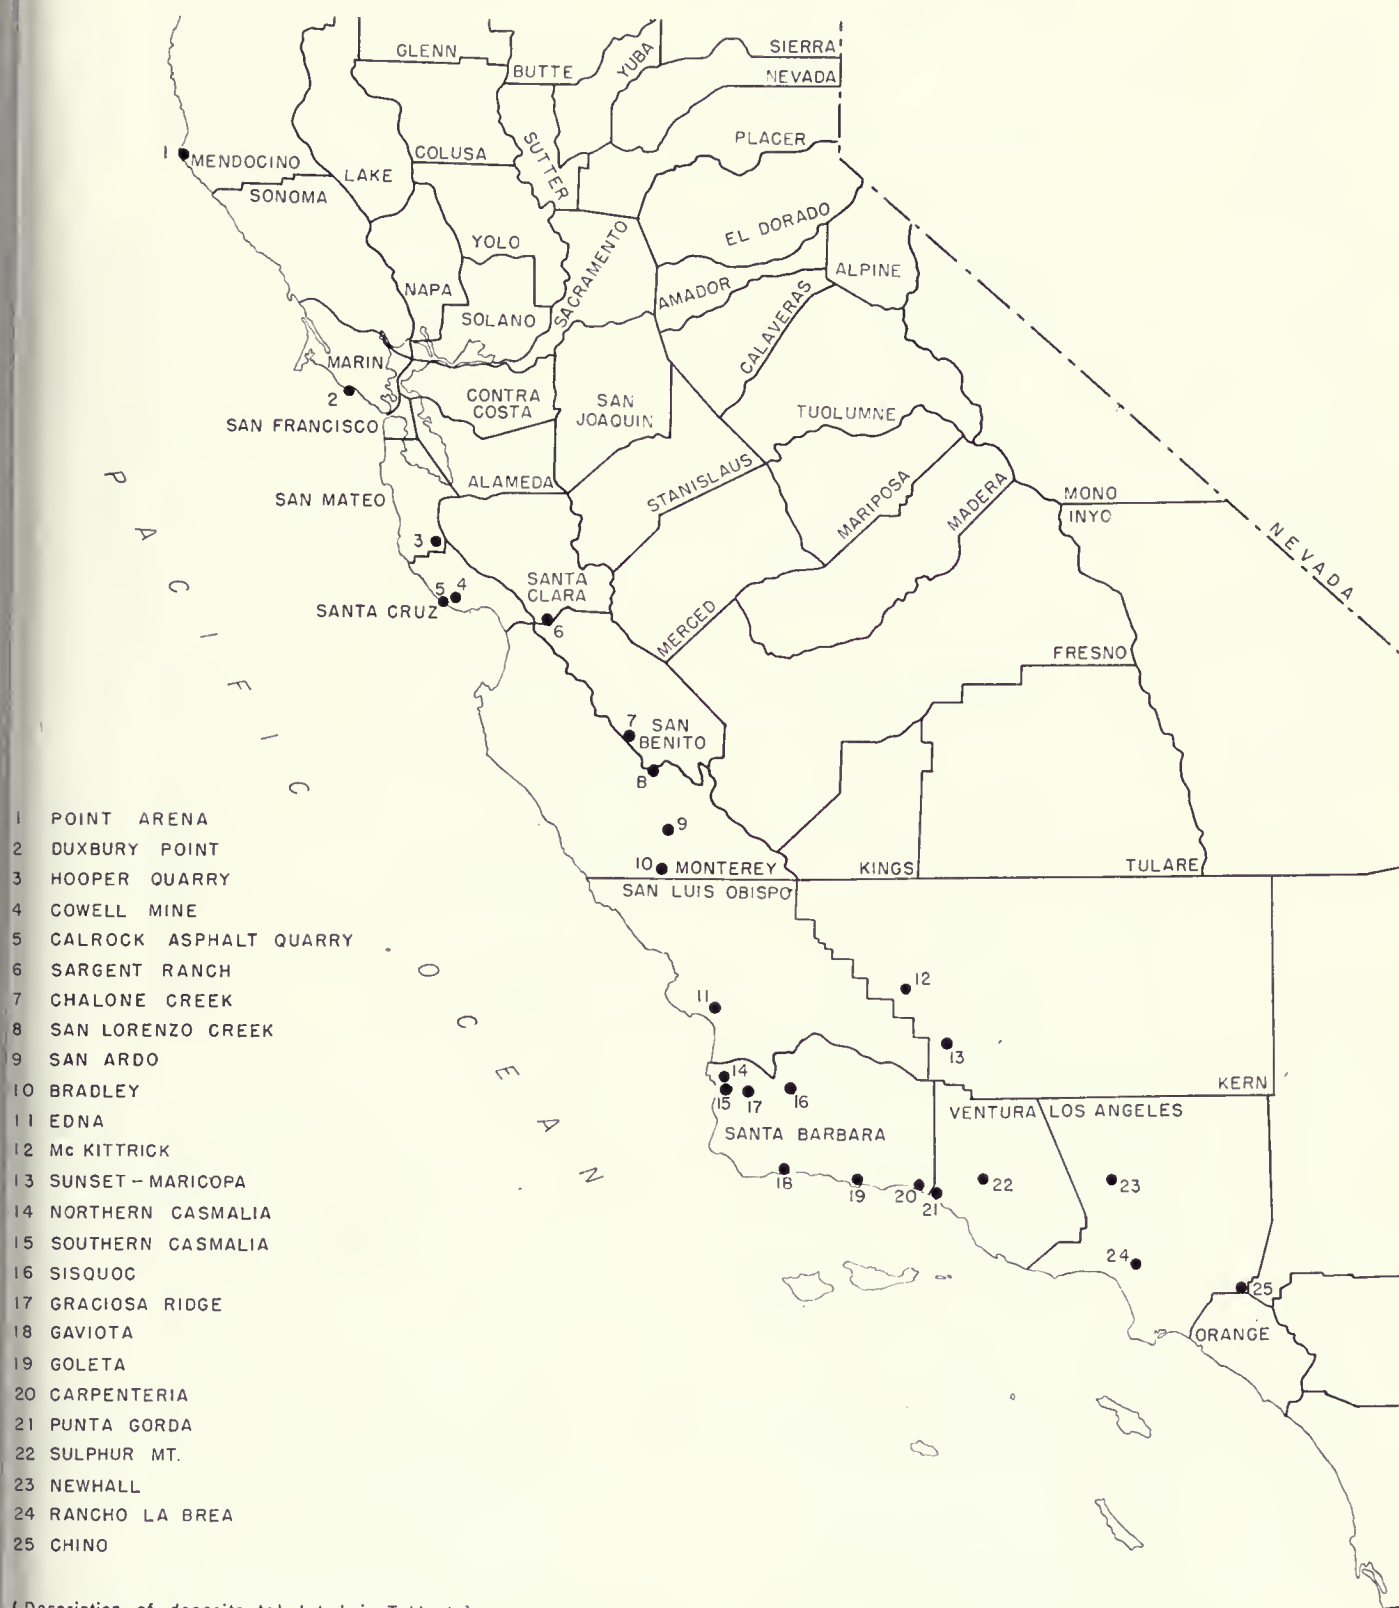 GLENN
BUTTE
YUBA
SIERRA
NEVADA
PLACER
1
MENDOCINO
COLUSA
SUTTER
LAKE
SONOMA
EL DORADO
YOLO
SACRAMENTO
ALPINE
NAPA
AMADOR
SOLANO
CALAVERAS
MARIN
2
CONTRA
COSTA
SAN
JOAQUIN
TUOLUMNE
SAN FRANCISCO
ALAMEDA
STANISLAUS
MARIPOSA
MADERA
MONO
INYO
SAN MATEO
NEVADA
3
SANTA
CLARA
5
4
SANTA CRUZ
6
MERCED
FRESNO
7
SAN
BENITO
8
9
10
MONTEREY
KINGS
TULARE
SAN LUIS OBISPO
PACIFIC
OCEAN
12
11
13
14
15
17
16
KERN
VENTURA
LOS ANGELES
SANTA BARBARA
18
19
20
21
22
23
24
25
ORANGE
1 POINT ARENA
2 DUXBURY POINT
3 HOOPER QUARRY
4 COWELL MINE
5 CALROCK ASPHALT QUARRY
6 SARGENT RANCH
7 CHALONE CREEK
8 SAN LORENZO CREEK
9 SAN ARDO
10 BRADLEY
11 EDNA
12 Mc KITTRICK
13 SUNSET-MARICOPA
14 NORTHERN CASMALIA
15 SOUTHERN CASMALIA
16 SISQUOC
17 GRACIOSA RIDGE
18 GAVIOTA
19 GOLETA
20 CARPENTERIA
21 PUNTA GORDA
22 SULPHUR MT.
23 NEWHALL
24 RANCHO LA BREA
25 CHINO